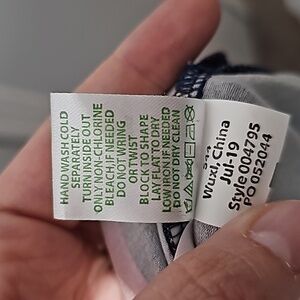 HAND WASH COLD
SEPARATELY
TURN INSIDE OUT
ONLY NON-CHLORINE
BLEACH IF NEEDED
DO NOT WRING
OR TWIST
BLOCK TO SHAPE
LAY FLAT TO DRY
LOW IRON IF NEEDED
DO NOT DRY CLEAN
Wuxi, China
Jul-19
Style 004795
PO 052044